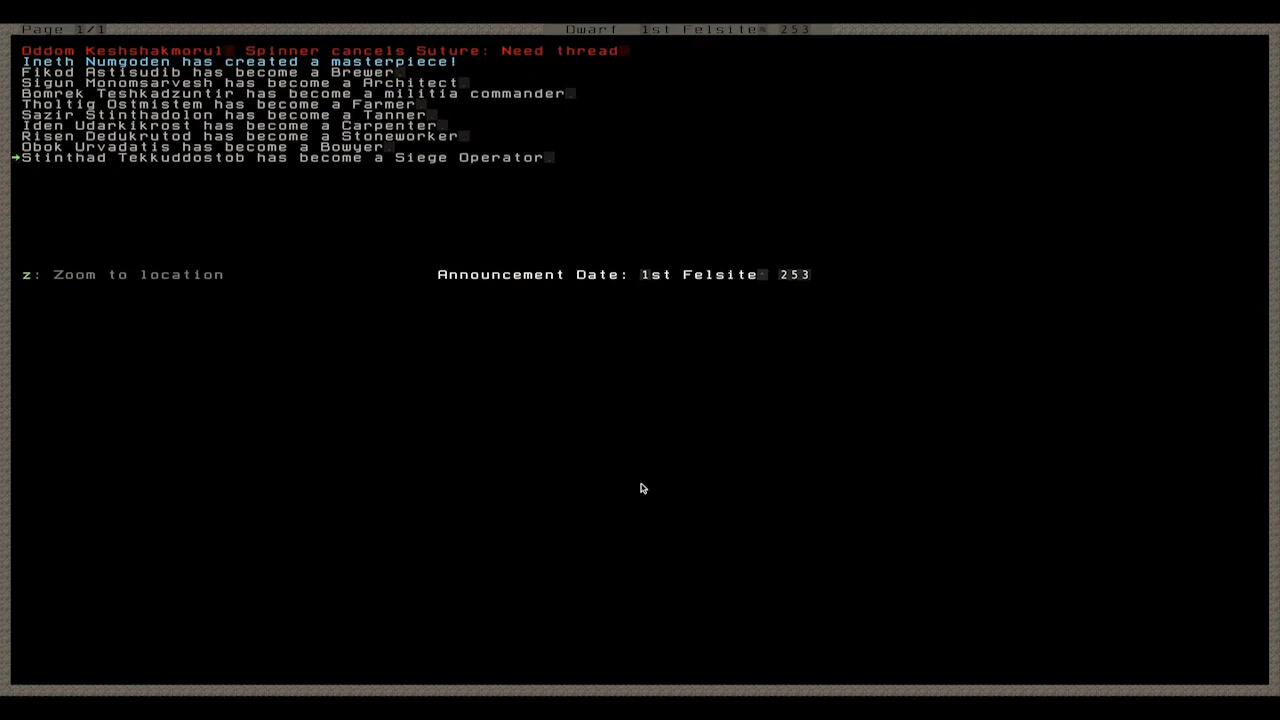 Page 1/1 Dwarf 1st Felsite, 253
Oddom Keshshakmorul, Spinner cancels Suture: Need thread.
Ineth Numgoden has created a masterpiece!
Fikod Astisudib has become a Brewer.
Sigun Monomsarvesh has become a Architect.
Bomrek Teshkadzuntir has become a militia commander.
Tholtig Ostmistem has become a Farmer.
Sazir Stinthadolon has become a Tanner.
Iden Udarkikrost has become a Carpenter.
Risen Dedukrutod has become a Stoneworker.
Obok Urvadatis has become a Bowyer.
Stinthad Tekkuddostob has become a Siege Operator.
z: Zoom to location Announcement Date: 1st Felsite, 253